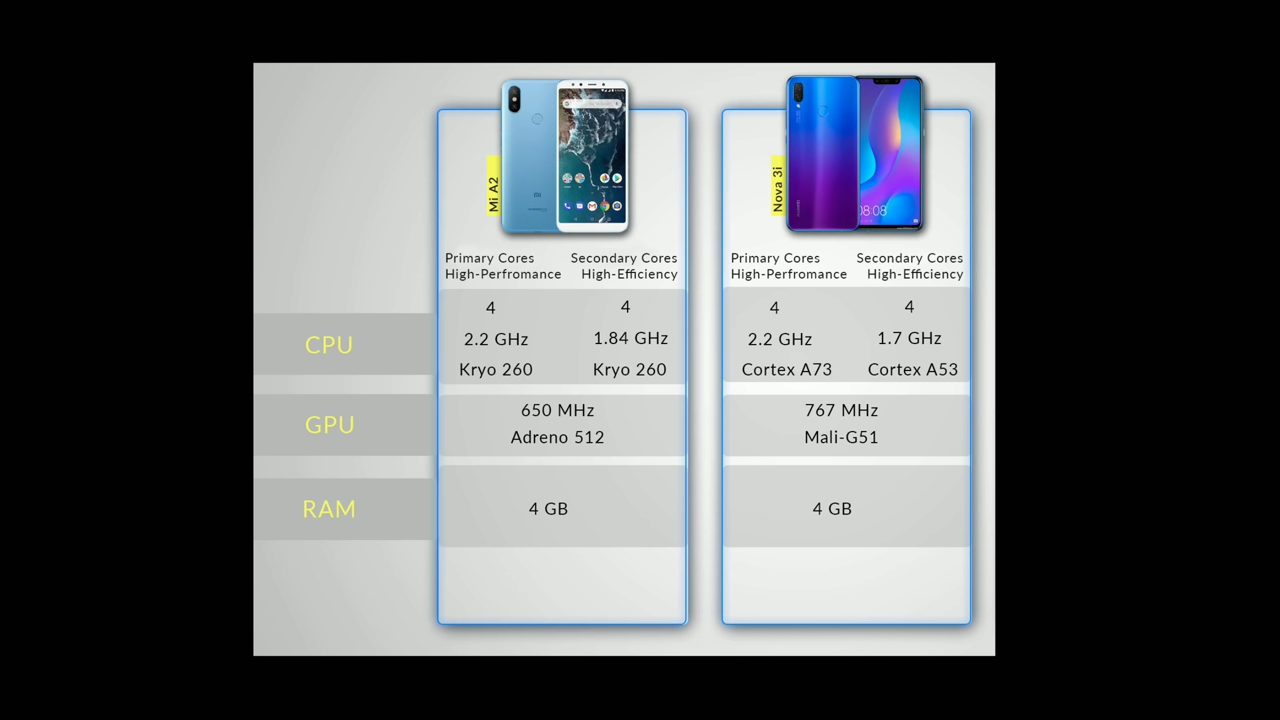 Mi A2
Nova 3i
08:08
Primary Cores Secondary Cores
High-Perfromance High-Efficiency
Primary Cores Secondary Cores
High-Perfromance High-Efficiency
CPU
4 4
2.2 GHz 1.84 GHz
Kryo 260 Kryo 260
4 4
2.2 GHz 1.7 GHz
Cortex A73 Cortex A53
GPU
650 MHz
Adreno 512
767 MHz
Mali-G51
RAM
4 GB
4 GB